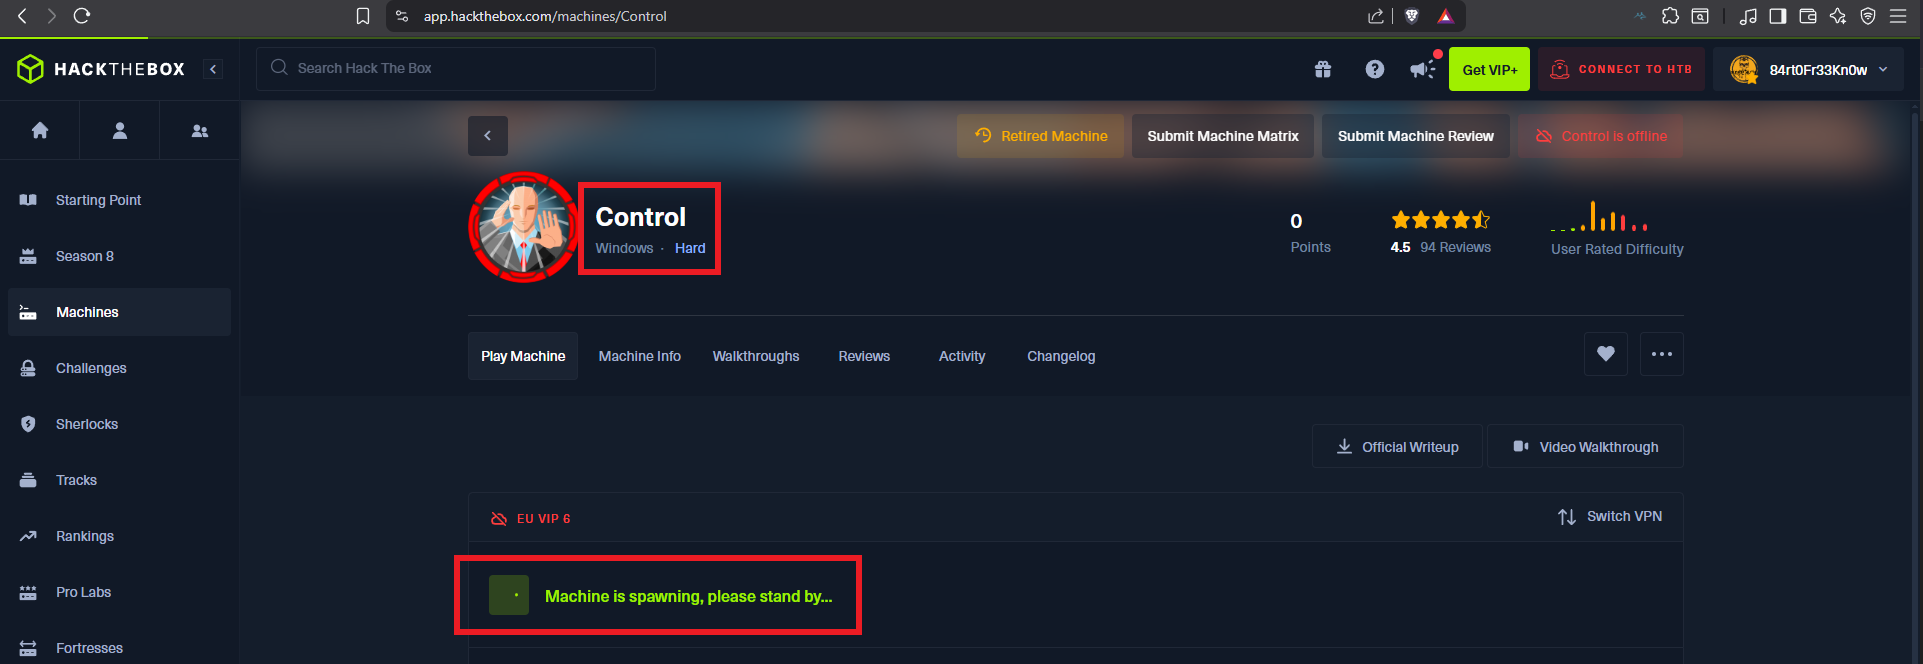 app.hackthebox.com/machines/Control
HACKTHEBOX
Search Hack The Box
Get VIP+
CONNECT TO HTB
84rt0Fr33Kn0w
Retired Machine
Submit Machine Matrix
Submit Machine Review
Control is offline
Starting Point
Season 8
Machines
Challenges
Sherlocks
Tracks
Rankings
Pro Labs
Fortresses
Control
Windows · Hard
0
Points
4.5 94 Reviews
User Rated Difficulty
Play Machine
Machine Info
Walkthroughs
Reviews
Activity
Changelog
Official Writeup
Video Walkthrough
EU VIP 6
Switch VPN
Machine is spawning, please stand by...